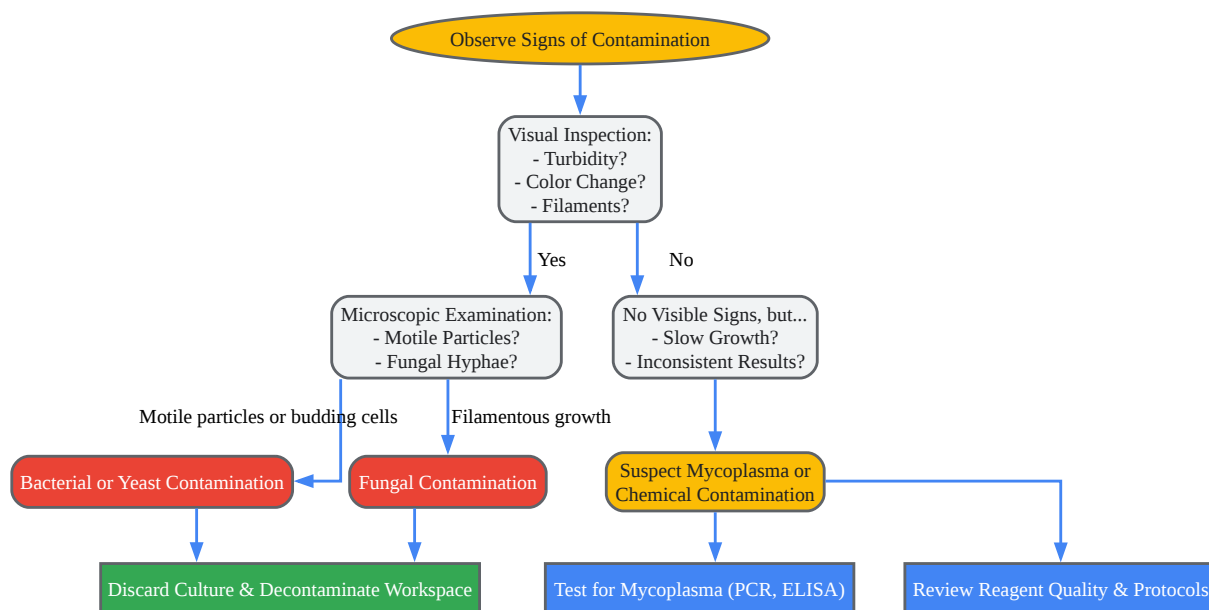 Observe Signs of Contamination
Visual Inspection:
- Turbidity?
- Color Change?
- Filaments?
Yes
No
Microscopic Examination:
- Motile Particles?
- Fungal Hyphae?
No Visible Signs, but...
- Slow Growth?
- Inconsistent Results?
Motile particles or budding cells
Filamentous growth
Bacterial or Yeast Contamination
Fungal Contamination
Suspect Mycoplasma or
Chemical Contamination
Discard Culture & Decontaminate Workspace
Test for Mycoplasma (PCR, ELISA)
Review Reagent Quality & Protocols